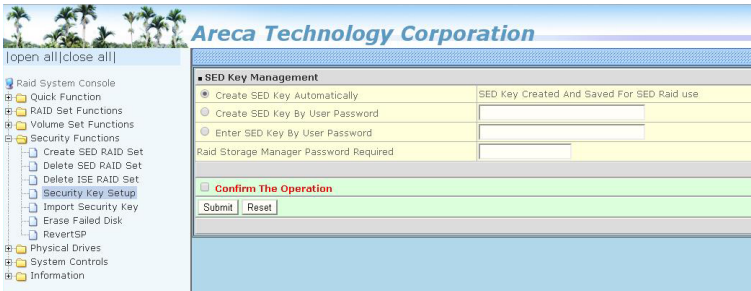 Areca Technology Corporation
|open all|close all|
Raid System Console
Quick Function
RAID Set Functions
Volume Set Functions
Security Functions
Create SED RAID Set
Delete SED RAID Set
Delete ISE RAID Set
Security Key Setup
Import Security Key
Erase Failed Disk
RevertSP
Physical Drives
System Controls
Information
SED Key Management
Create SED Key Automatically SED Key Created And Saved For SED Raid use
Create SED Key By User Password
Enter SED Key By User Password
Raid Storage Manager Password Required
Confirm The Operation
Submit Reset